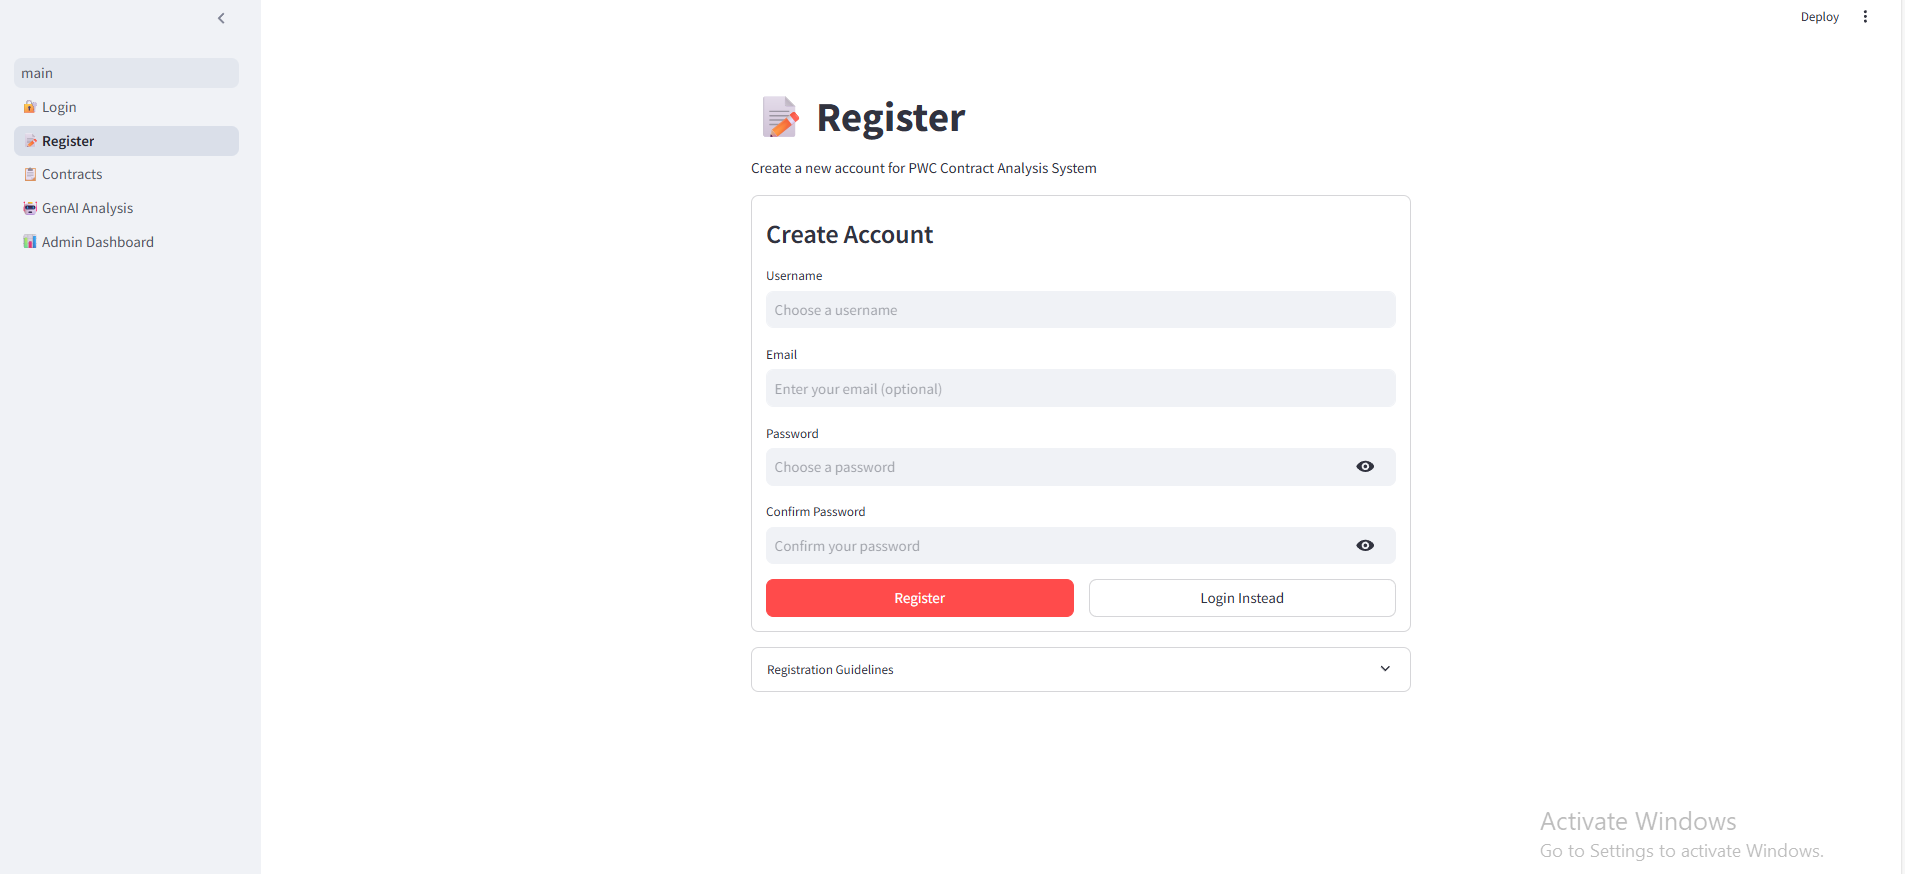 Deploy
main
Login
Register
Contracts
GenAI Analysis
Admin Dashboard
Register
Create a new account for PWC Contract Analysis System
Create Account
Username
Choose a username
Email
Enter your email (optional)
Password
Choose a password
Confirm Password
Confirm your password
Register
Login Instead
Registration Guidelines
Activate Windows
Go to Settings to activate Windows.